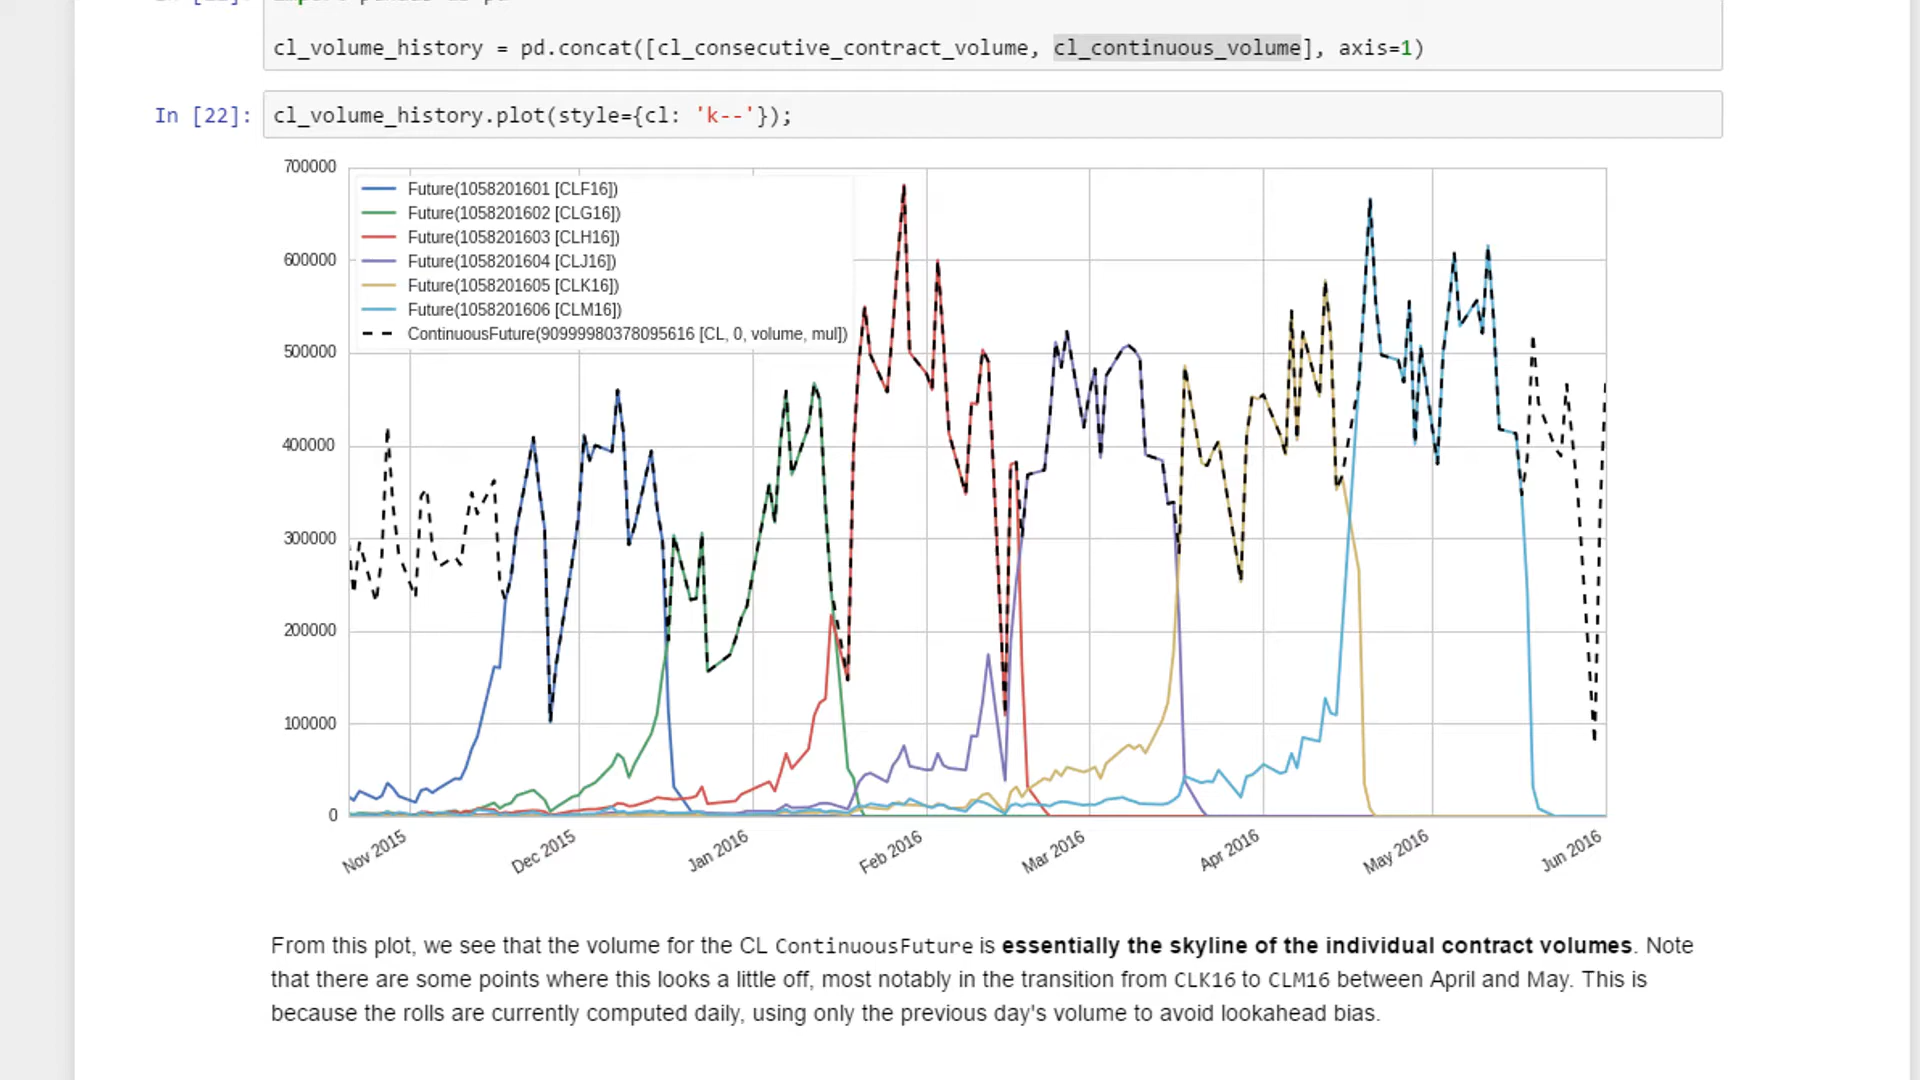 cl_volume_history = pd.concat([cl_consecutive_contract_volume, cl_continuous_volume], axis=1)
In [22]: cl_volume_history.plot(style={cl: 'k--'});
700000
600000
500000
400000
300000
200000
100000
0
Future(1058201601 [CLF16])
Future(1058201602 [CLG16])
Future(1058201603 [CLH16])
Future(1058201604 [CLJ16])
Future(1058201605 [CLK16])
Future(1058201606 [CLM16])
ContinuousFuture(90999980378095616 [CL, 0, volume, mul])
Nov 2015 Dec 2015 Jan 2016 Feb 2016 Mar 2016 Apr 2016 May 2016 Jun 2016
From this plot, we see that the volume for the CL ContinuousFuture is essentially the skyline of the individual contract volumes. Note
that there are some points where this looks a little off, most notably in the transition from CLK16 to CLM16 between April and May. This is
because the rolls are currently computed daily, using only the previous day's volume to avoid lookahead bias.